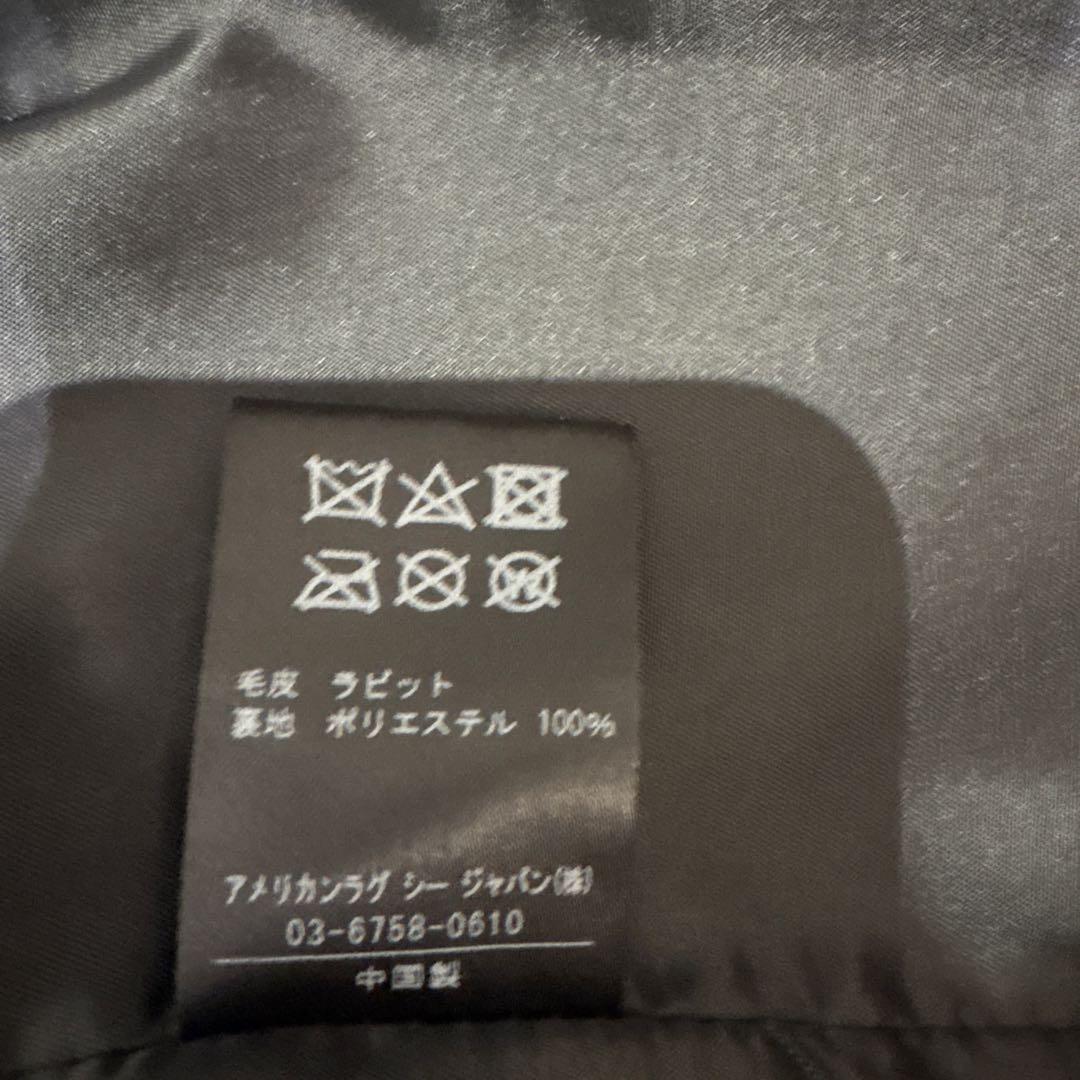 毛皮　ラビット
裏地　ポリエステル 100%
アメリカンラグ シー ジャパン(株)
03-6758-0610
中国製